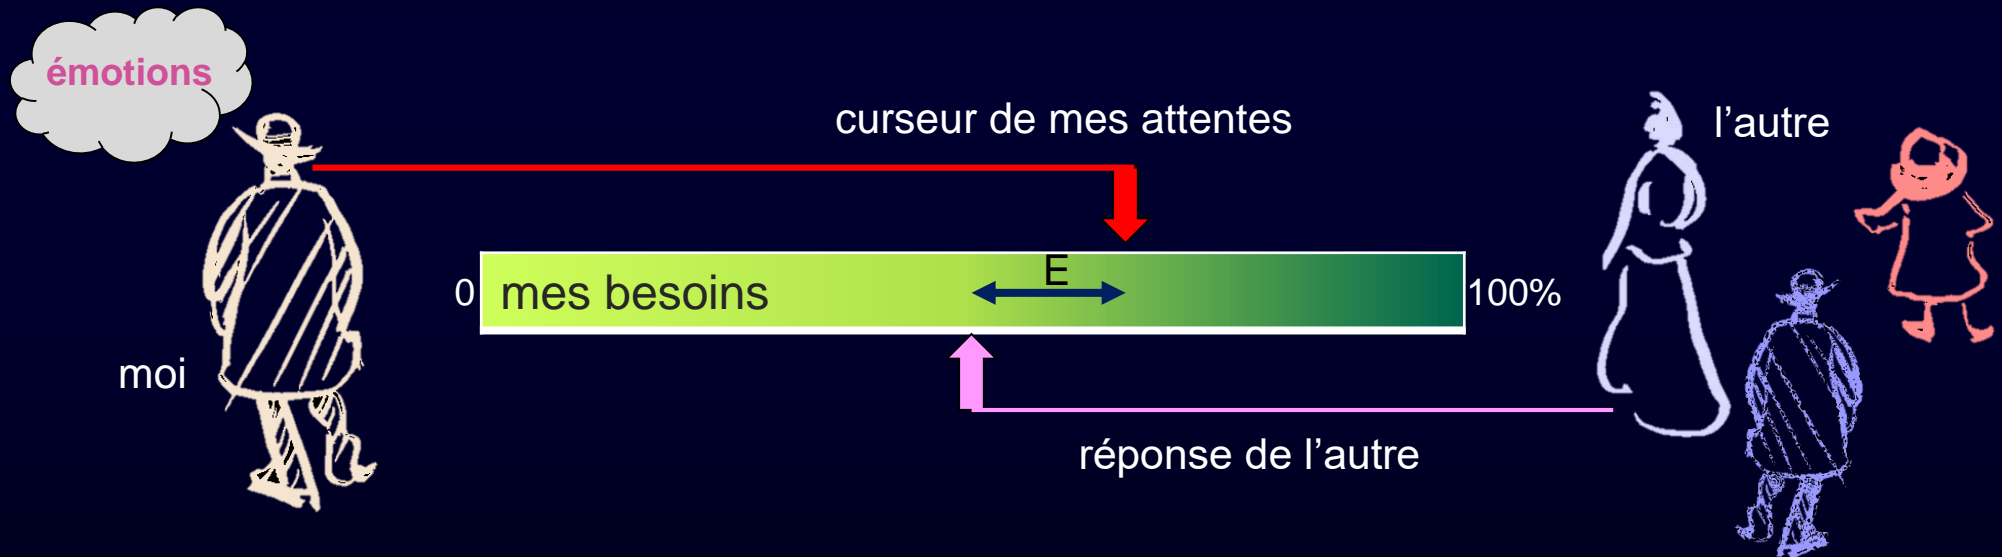 émotions
curseur de mes attentes
l’autre
E
0
mes besoins
100%
moi
réponse de l’autre